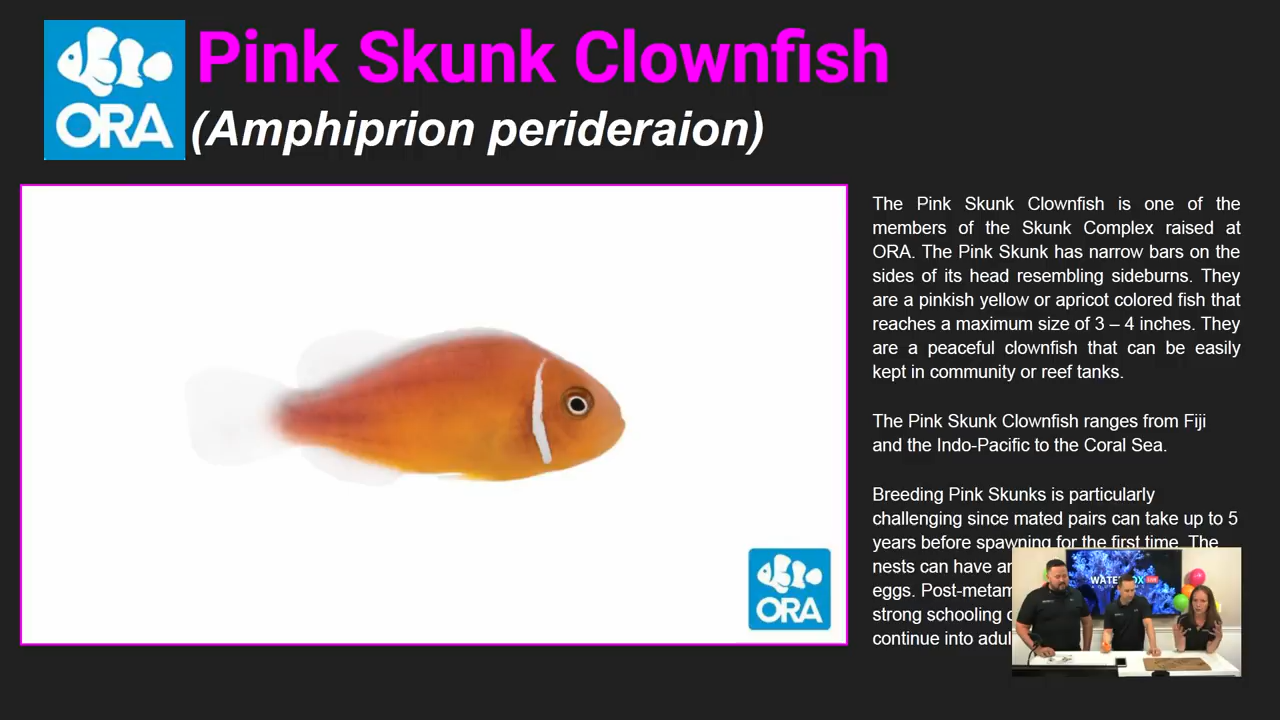 Pink Skunk Clownfish
ORA
(Amphiprion perideraion)
The Pink Skunk Clownfish is one of the
members of the Skunk Complex raised at
ORA. The Pink Skunk has narrow bars on the
sides of its head resembling sideburns. They
are a pinkish yellow or apricot colored fish that
reaches a maximum size of 3 – 4 inches. They
are a peaceful clownfish that can be easily
kept in community or reef tanks.
The Pink Skunk Clownfish ranges from Fiji
and the Indo-Pacific to the Coral Sea.
Breeding Pink Skunks is particularly
challenging since mated pairs can take up to 5
years before spawning for the first time. The
nests can have
eggs.
strong schooling
continue into
ORA
LIVE